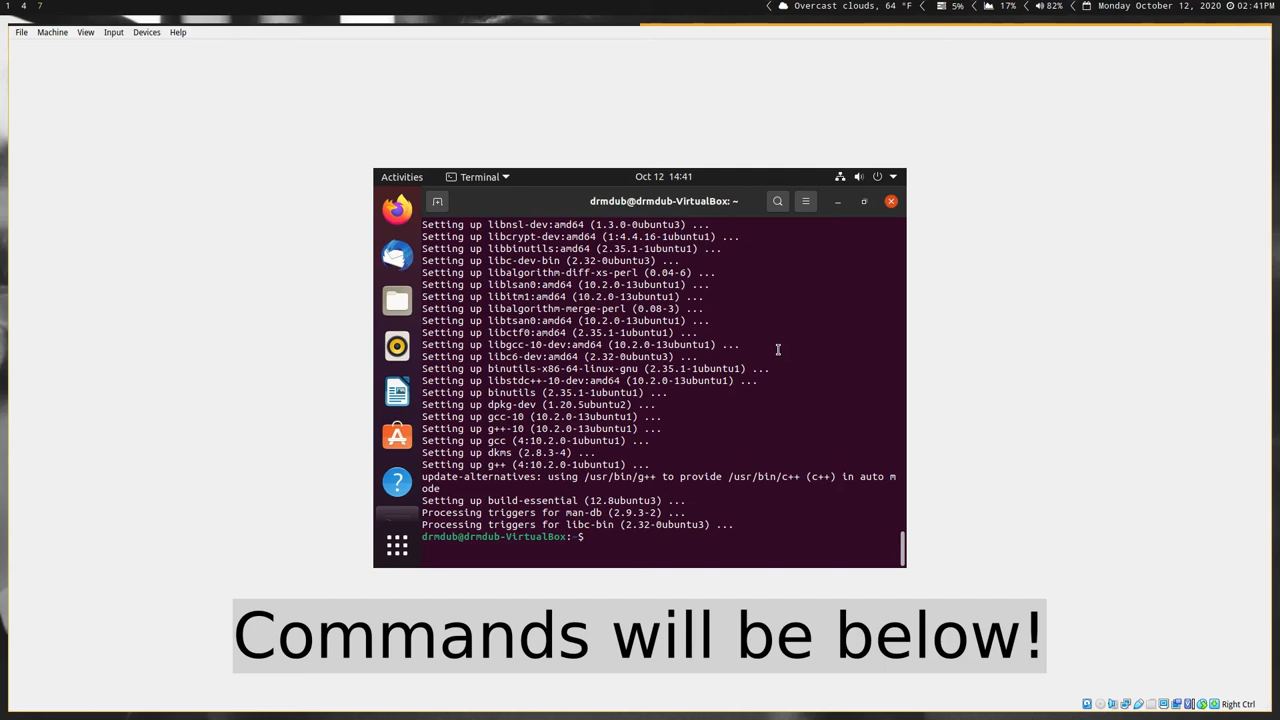 1 4 7
Overcast clouds, 64 °F
5%
17%
82%
Monday October 12, 2020
02:41PM
File Machine View Input Devices Help
Activities
Terminal
Oct 12 14:41
drmdub@drmdub-VirtualBox: ~
Setting up libnsl-dev:amd64 (1.3.0-0ubuntu3) ...
Setting up libcrypt-dev:amd64 (1:4.4.16-1ubuntu1) ...
Setting up libbinutils:amd64 (2.35.1-1ubuntu1) ...
Setting up libc-dev-bin (2.32-0ubuntu3) ...
Setting up libalgorithm-diff-xs-perl (0.04-6) ...
Setting up liblsan0:amd64 (10.2.0-13ubuntu1) ...
Setting up libitm1:amd64 (10.2.0-13ubuntu1) ...
Setting up libalgorithm-merge-perl (0.08-3) ...
Setting up libtsan0:amd64 (10.2.0-13ubuntu1) ...
Setting up libctf0:amd64 (2.35.1-1ubuntu1) ...
Setting up libgcc-10-dev:amd64 (10.2.0-13ubuntu1) ...
Setting up libc6-dev:amd64 (2.32-0ubuntu3) ...
Setting up binutils-x86-64-linux-gnu (2.35.1-1ubuntu1) ...
Setting up libstdc++-10-dev:amd64 (10.2.0-13ubuntu1) ...
Setting up binutils (2.35.1-1ubuntu1) ...
Setting up dpkg-dev (1.20.5ubuntu2) ...
Setting up gcc-10 (10.2.0-13ubuntu1) ...
Setting up g++-10 (10.2.0-13ubuntu1) ...
Setting up gcc (4:10.2.0-1ubuntu1) ...
Setting up dkms (2.8.3-4) ...
Setting up g++ (4:10.2.0-1ubuntu1) ...
update-alternatives: using /usr/bin/g++ to provide /usr/bin/c++ (c++) in auto m
ode
Setting up build-essential (12.8ubuntu3) ...
Processing triggers for man-db (2.9.3-2) ...
Processing triggers for libc-bin (2.32-0ubuntu3) ...
drmdub@drmdub-VirtualBox:~$
Commands will be below!
Right Ctrl